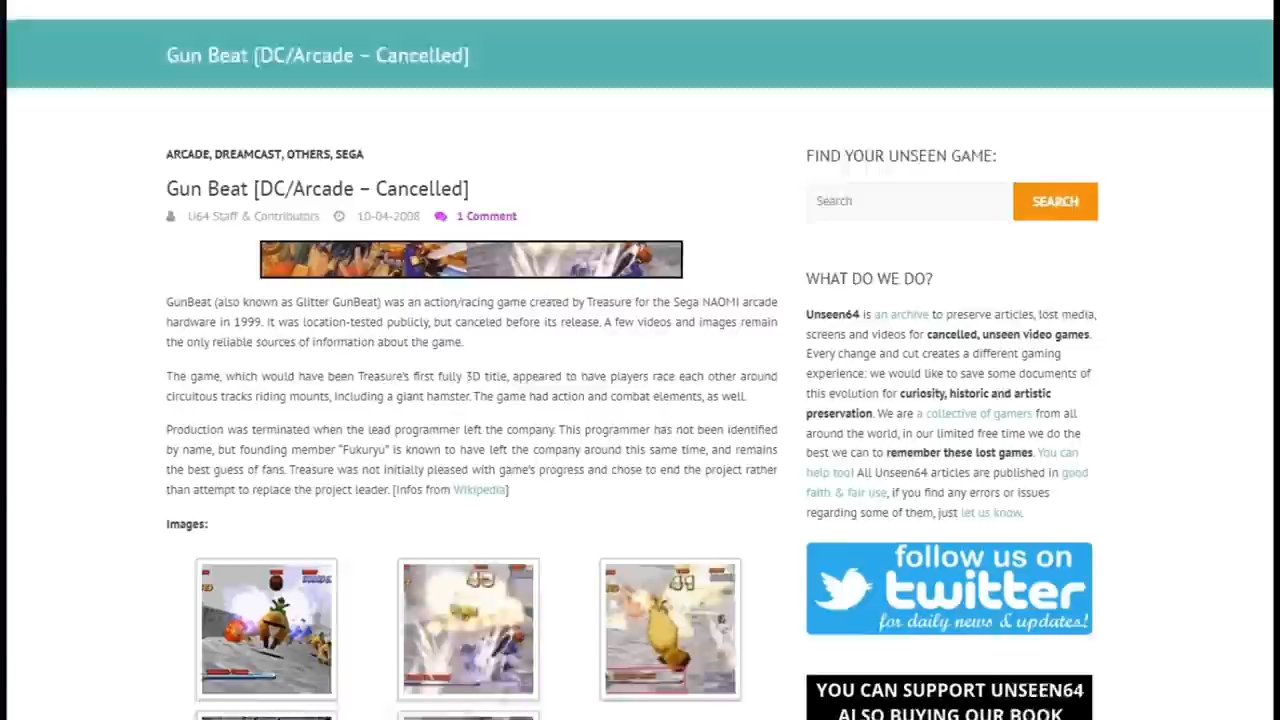 Gun Beat [DC/Arcade – Cancelled]
ARCADE, DREAMCAST, OTHERS, SEGA
Gun Beat [DC/Arcade – Cancelled]
U64 Staff & Contributors 10-04-2008 1 Comment
GunBeat (also known as Glitter GunBeat) was an action/racing game created by Treasure for the Sega NAOMI arcade
hardware in 1999. It was location-tested publicly, but canceled before its release. A few videos and images remain
the only reliable sources of information about the game.
The game, which would have been Treasure's first fully 3D title, appeared to have players race each other around
circuitous tracks riding mounts, including a giant hamster. The game had action and combat elements, as well.
Production was terminated when the lead programmer left the company. This programmer has not been identified
by name, but founding member “Fukuryu” is known to have left the company around this same time, and remains
the best guess of fans. Treasure was not initially pleased with game's progress and chose to end the project rather
than attempt to replace the project leader. [Infos from Wikipedia]
Images:
FIND YOUR UNSEEN GAME:
Search SEARCH
WHAT DO WE DO?
Unseen64 is an archive to preserve articles, lost media,
screens and videos for cancelled, unseen video games.
Every change and cut creates a different gaming
experience: we would like to save some documents of
this evolution for curiosity, historic and artistic
preservation. We are a collective of gamers from all
around the world, in our limited free time we do the
best we can to remember these lost games. You can
help too! All Unseen64 articles are published in good
faith & fair use, if you find any errors or issues
regarding some of them, just let us know.
follow us on
twitter
for daily news & updates!
YOU CAN SUPPORT UNSEEN64
ALSO BUYING OUR BOOK